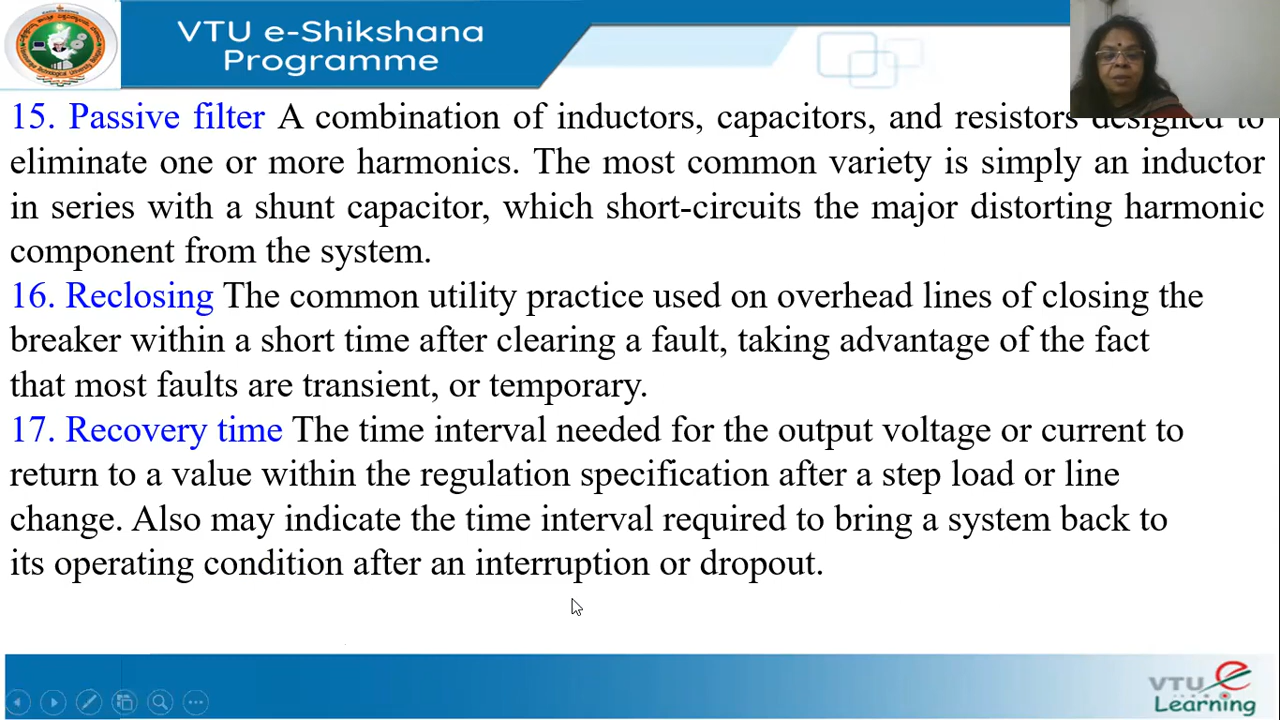 VTU e-Shikshana
Programme
15. Passive filter A combination of inductors, capacitors, and resistors designed to
eliminate one or more harmonics. The most common variety is simply an inductor
in series with a shunt capacitor, which short-circuits the major distorting harmonic
component from the system.
16. Reclosing The common utility practice used on overhead lines of closing the
breaker within a short time after clearing a fault, taking advantage of the fact
that most faults are transient, or temporary.
17. Recovery time The time interval needed for the output voltage or current to
return to a value within the regulation specification after a step load or line
change. Also may indicate the time interval required to bring a system back to
its operating condition after an interruption or dropout.
VTU e
Learning